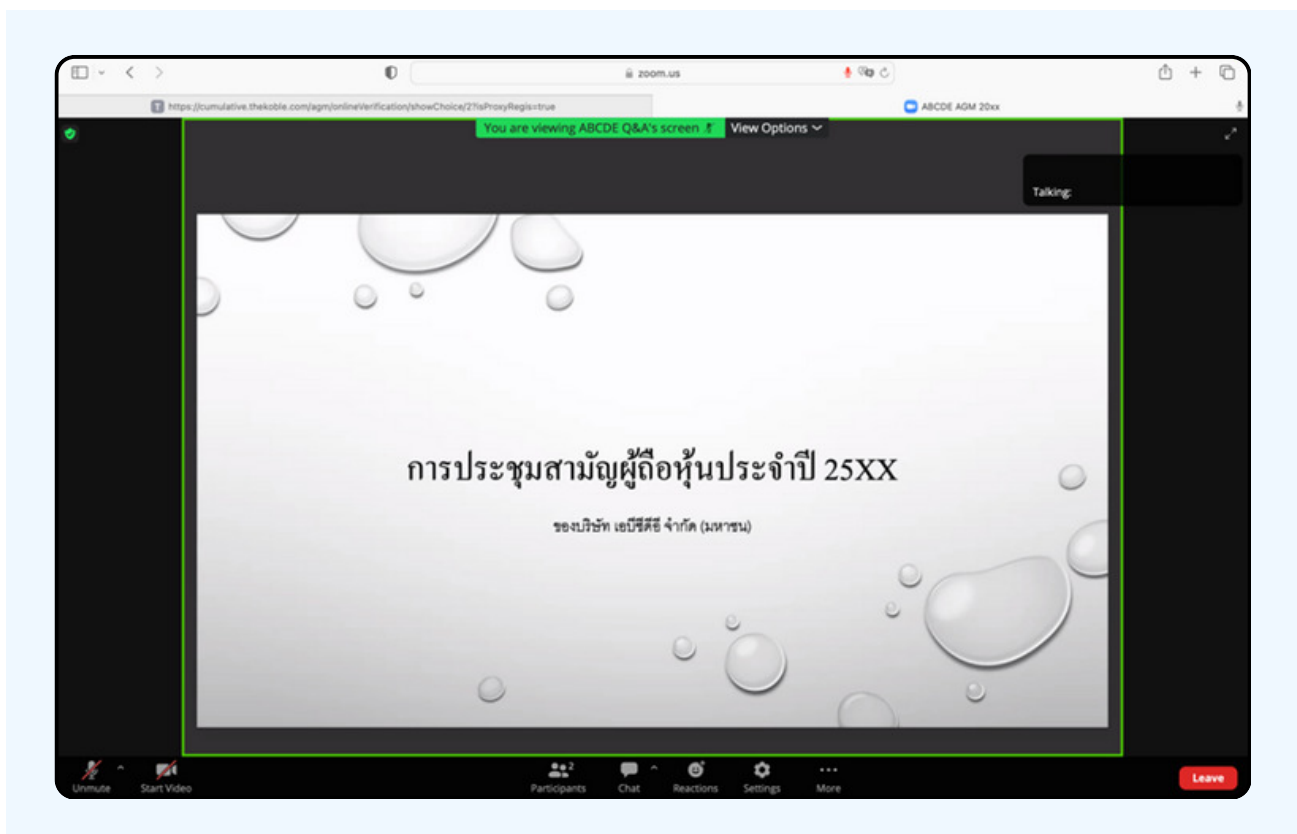 zoom.us
https://cumulative.thekoble.com/agm/onlineVerification/showChoice/2?isProxyRegis=true
ABCDE AGM 20xx
You are viewing ABCDE Q&A's screen
View Options
Talking:
การประชุมสามัญผู้ถือหุ้นประจำปี 25XX
ของบริษัท เอบีซีดีอี จำกัด (มหาชน)
2
Unmute
Start Video
Participants
Chat
Reactions
Settings
More
Leave